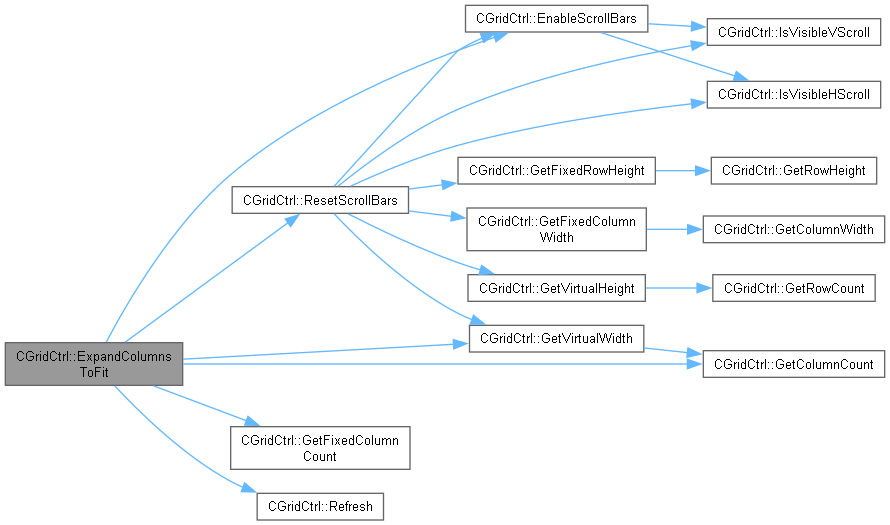 CGridCtrl::EnableScrollBars
CGridCtrl::IsVisibleVScroll
CGridCtrl::IsVisibleHScroll
CGridCtrl::GetFixedRowHeight
CGridCtrl::GetRowHeight
CGridCtrl::ResetScrollBars
CGridCtrl::GetFixedColumn
Width
CGridCtrl::GetColumnWidth
CGridCtrl::GetVirtualHeight
CGridCtrl::GetRowCount
CGridCtrl::GetVirtualWidth
CGridCtrl::ExpandColumns
ToFit
CGridCtrl::GetColumnCount
CGridCtrl::GetFixedColumn
Count
CGridCtrl::Refresh